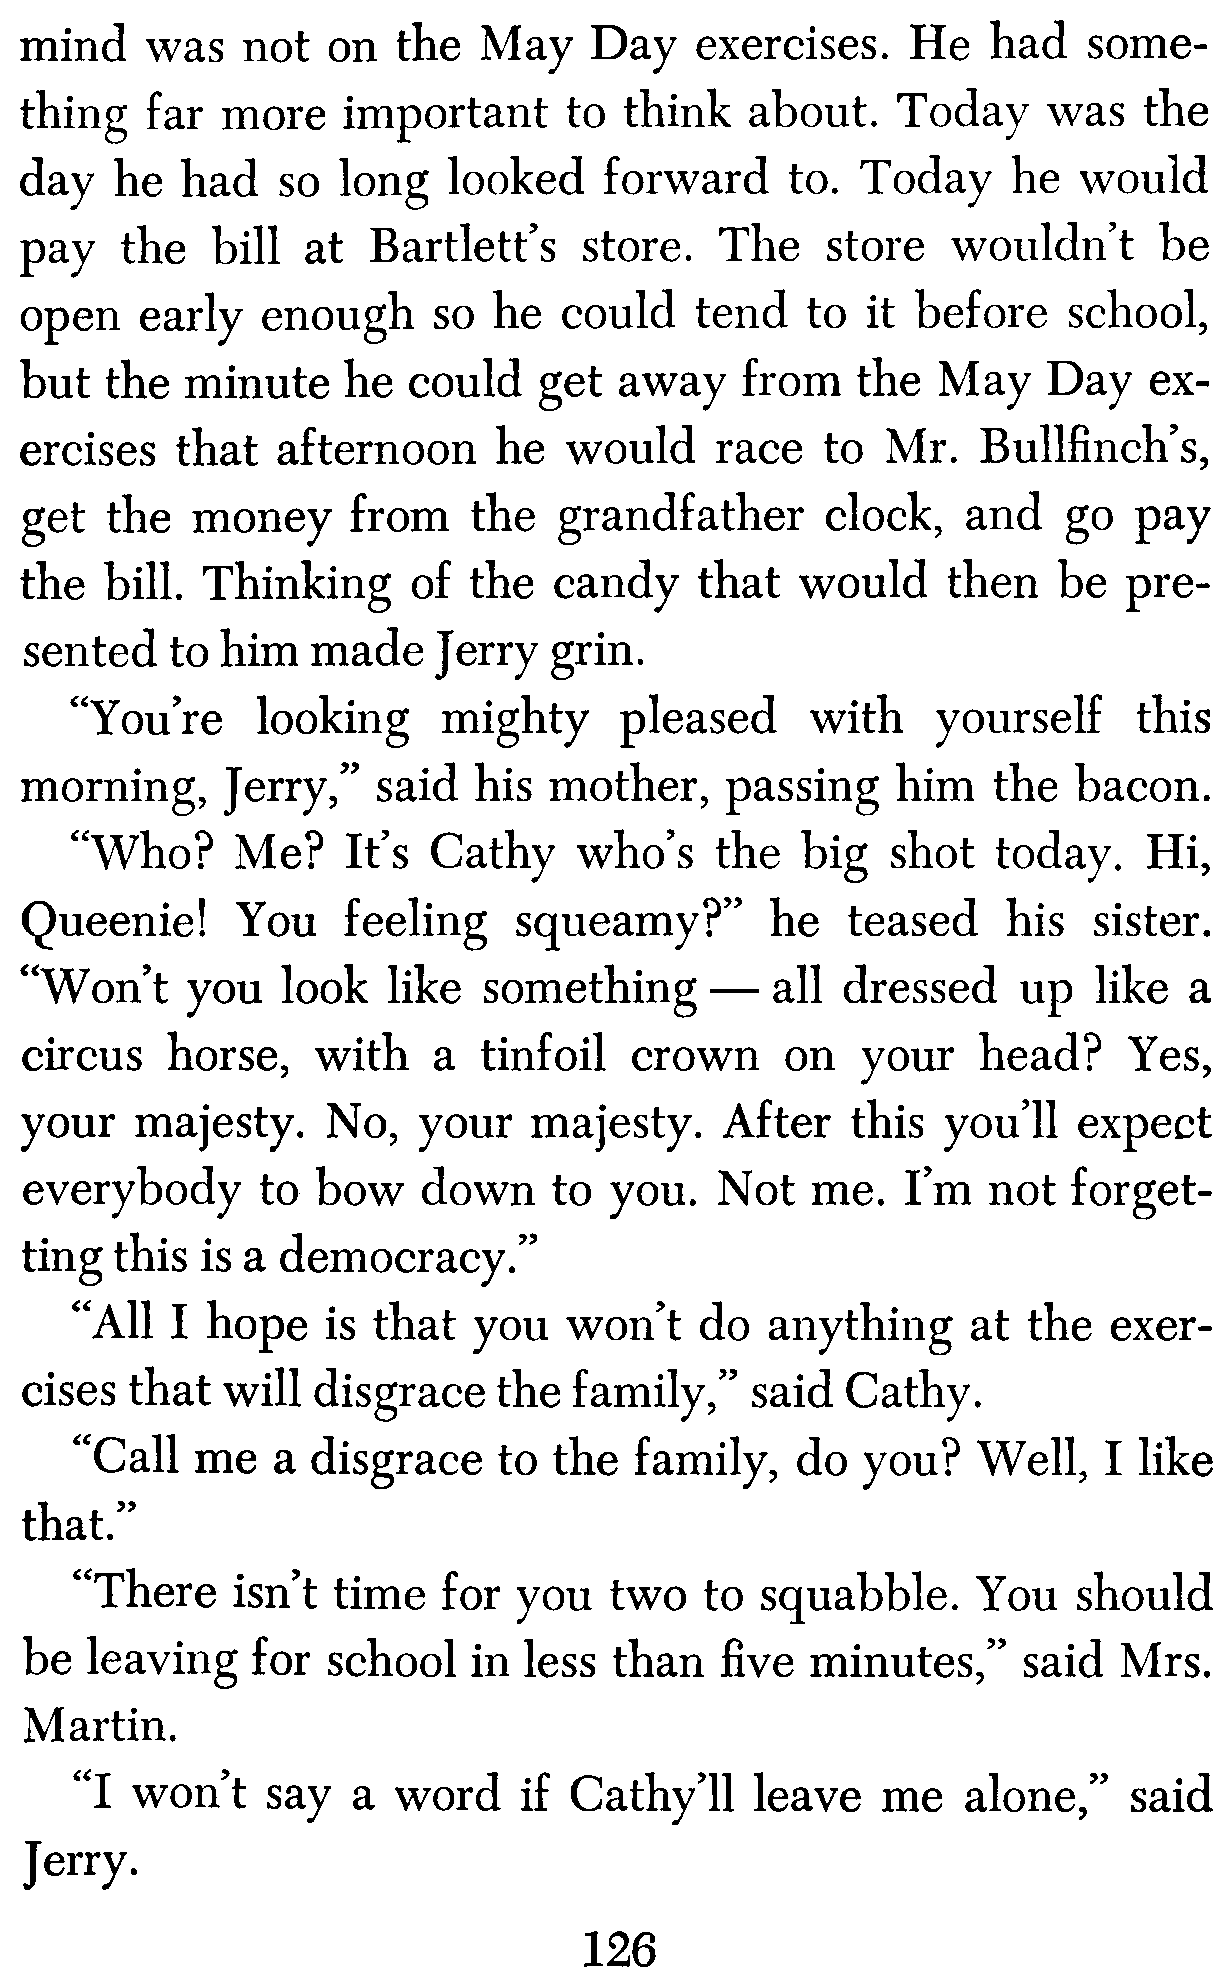 mind was not on the May Day exercises. He had some-
thing far more important to think about. Today was the
day he had so long looked forward to. Today he would
pay the bill at Bartlett's store. The store wouldn't be
open early enough so he could tend to it before school,
but the minute he could get away from the May Day ex-
ercises that afternoon he would race to Mr. Bullfinch's,
get the money from the grandfather clock, and go pay
the bill. Thinking of the candy that would then be pre-
sented to him made Jerry grin.
“You're looking mighty pleased with yourself this
morning, Jerry,” said his mother, passing him the bacon.
“Who? Me? It's Cathy who's the big shot today. Hi,
Queenie! You feeling squeamy?” he teased his sister.
“Won't you look like something — all dressed up like a
circus horse, with a tinfoil crown on your head? Yes,
your majesty. No, your majesty. After this you'll expect
everybody to bow down to you. Not me. I'm not forget-
ting this is a democracy.”
“All I hope is that you won't do anything at the exer-
cises that will disgrace the family,” said Cathy.
“Call me a disgrace to the family, do you? Well, I like
that.”
“There isn't time for you two to squabble. You should
be leaving for school in less than five minutes,” said Mrs.
Martin.
“I won't say a word if Cathy'll leave me alone,” said
Jerry.
126